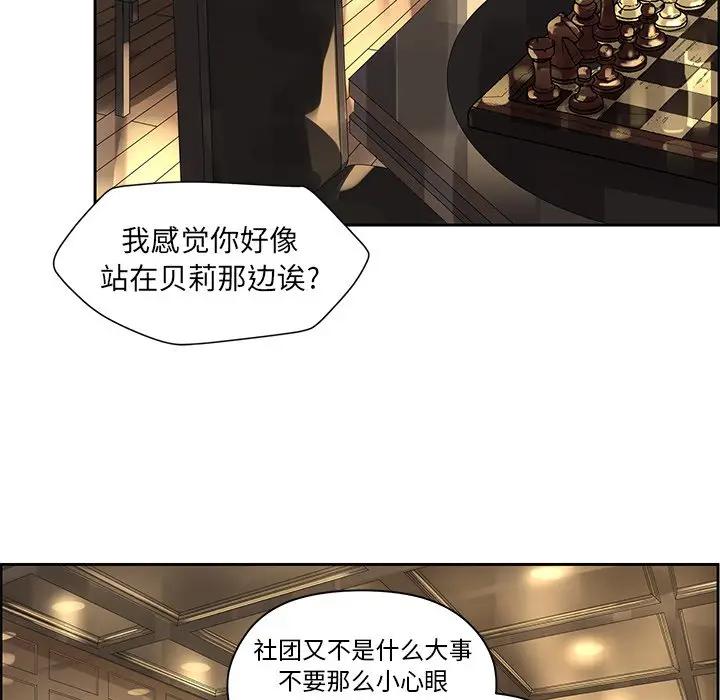 我感觉你好像
站在贝莉那边诶?
社团又不是什么大事
不要那么小心眼